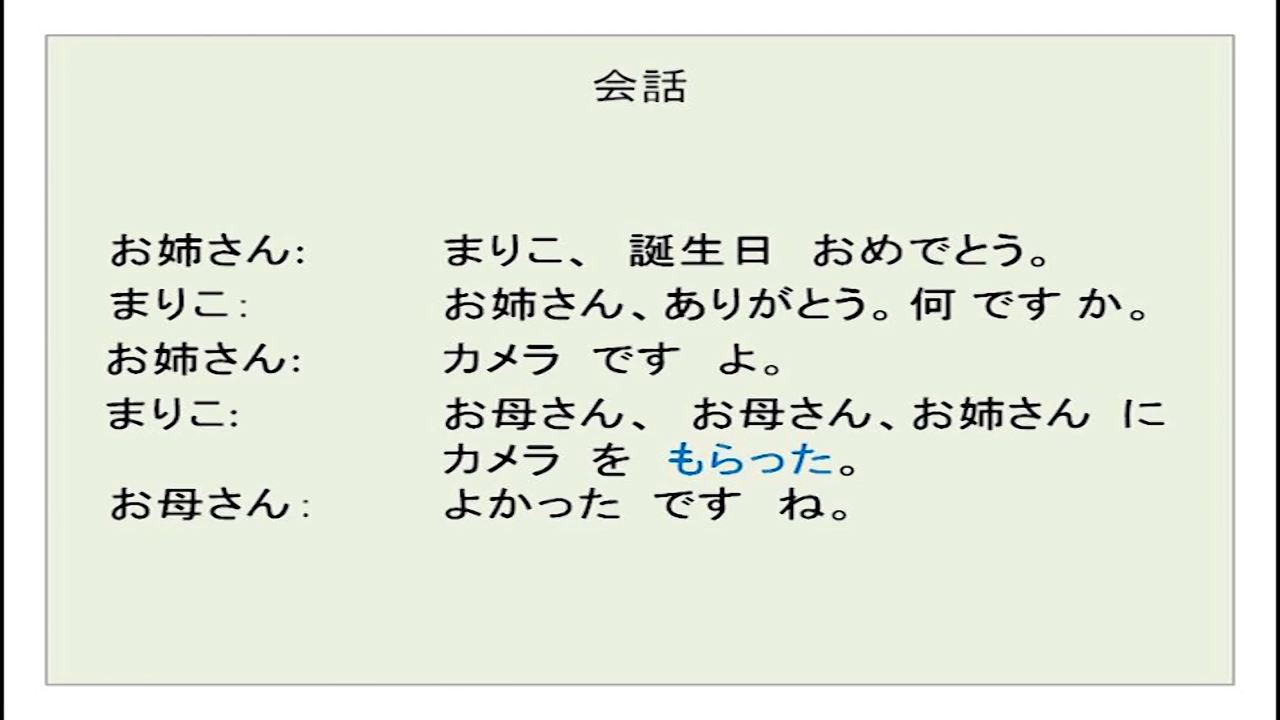 会話
お姉さん: まりこ、 誕生日 おめでとう。
まりこ: お姉さん、ありがとう。何 です か。
お姉さん: カメラ です よ。
まりこ: お母さん、 お母さん、お姉さん に
カメラ を もらった。
お母さん: よかった です ね。